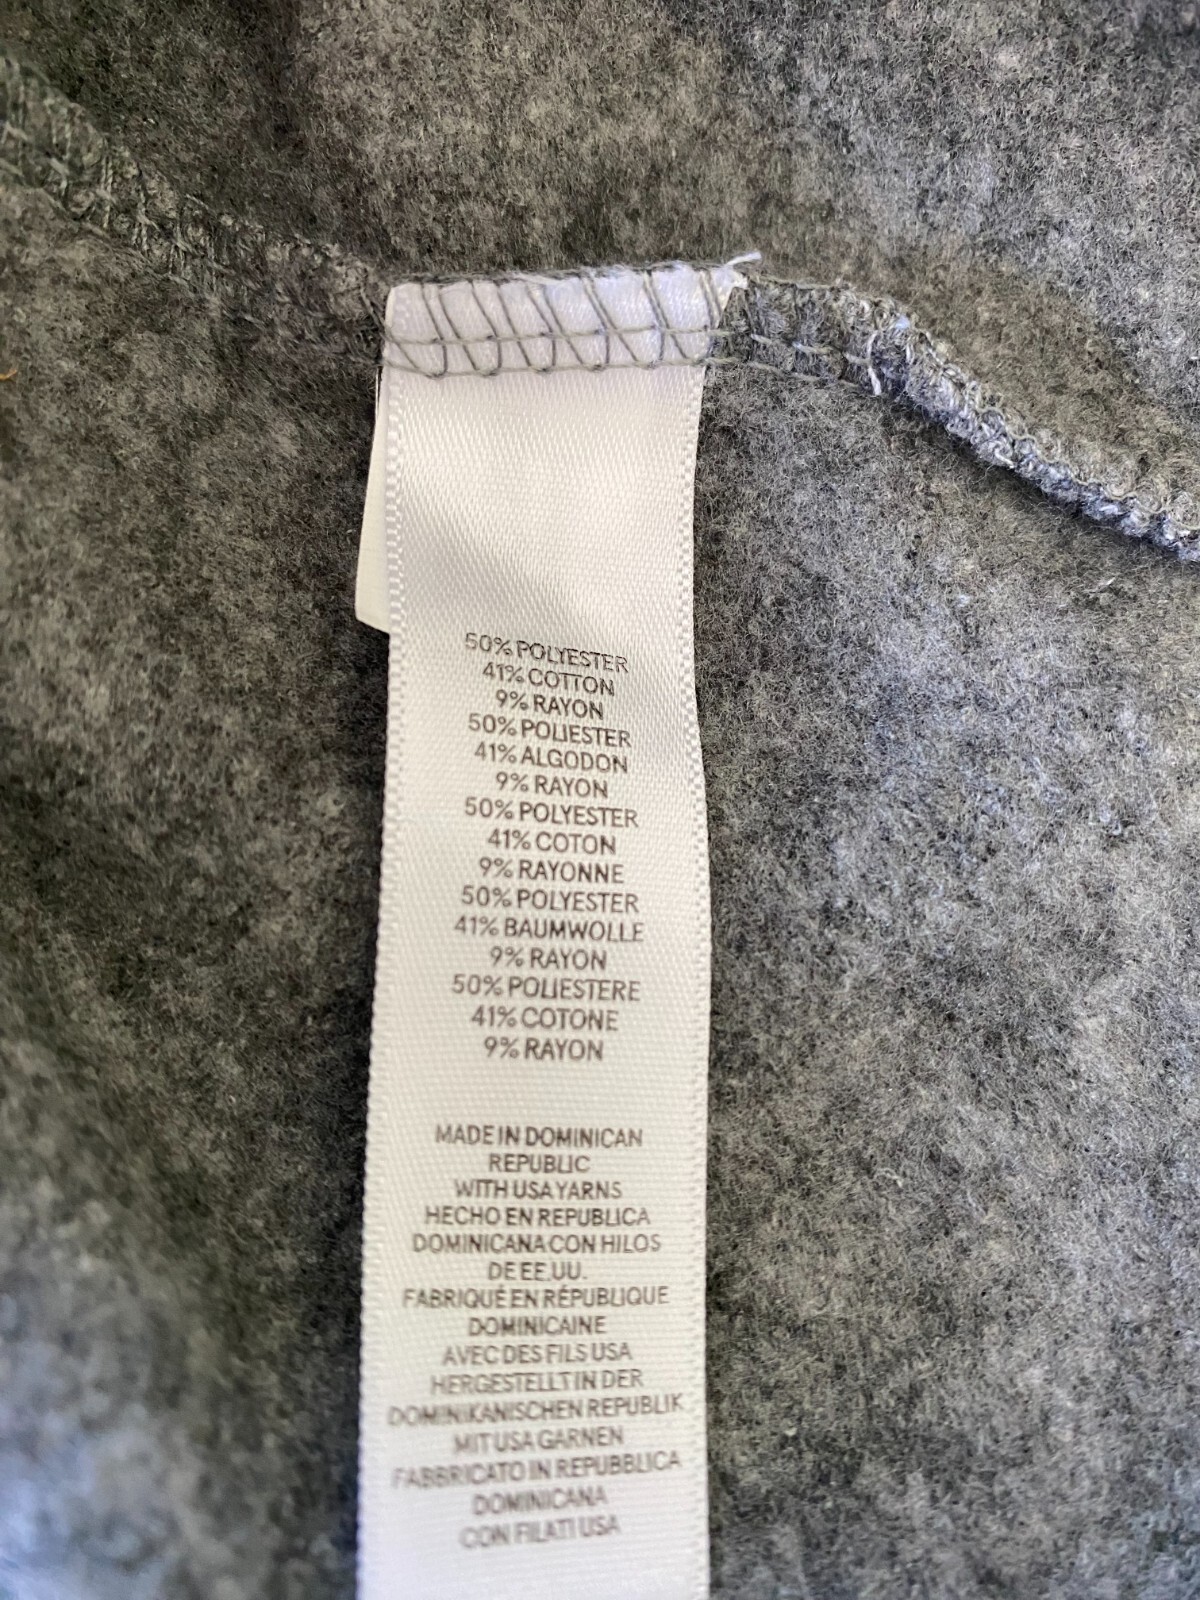 50% POLYESTER
41% COTTON
9% RAYON
50% POLIESTER
41% ALGODON
9% RAYON
50% POLYESTER
41% COTON
9% RAYONNE
50% POLYESTER
41% BAUMWOLLE
9% RAYON
50% POLIESTERE
41% COTONE
9% RAYON
MADE IN DOMINICAN
REPUBLIC
WITH USA YARNS
HECHO EN REPUBLICA
DOMINICANA CON HILOS
DE EE.UU.
FABRIQUÉ EN RÉPUBLIQUE
DOMINICAINE
AVEC DES FILS USA
HERGESTELLT IN DER
DOMINIKANISCHEN REPUBLIK
MIT USA GARNEN
FABBRICATO IN REPUBBLICA
DOMINICANA
CON FILATI USA